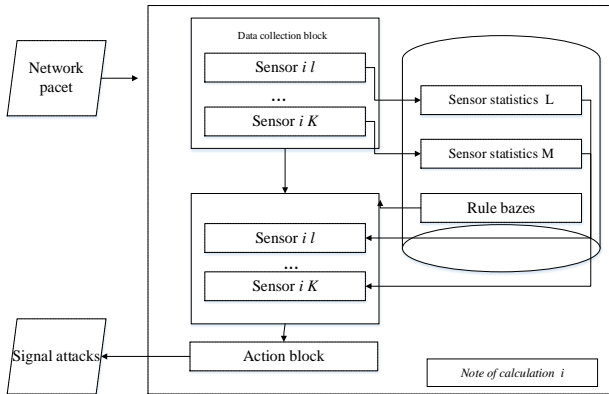 Network
pacet
Data collection block
Sensor i l
...
Sensor i K
Sensor statistics L
Sensor statistics M
Rule bazes
Sensor i l
...
Sensor i K
Signal attacks
Action block
Note of calculation i